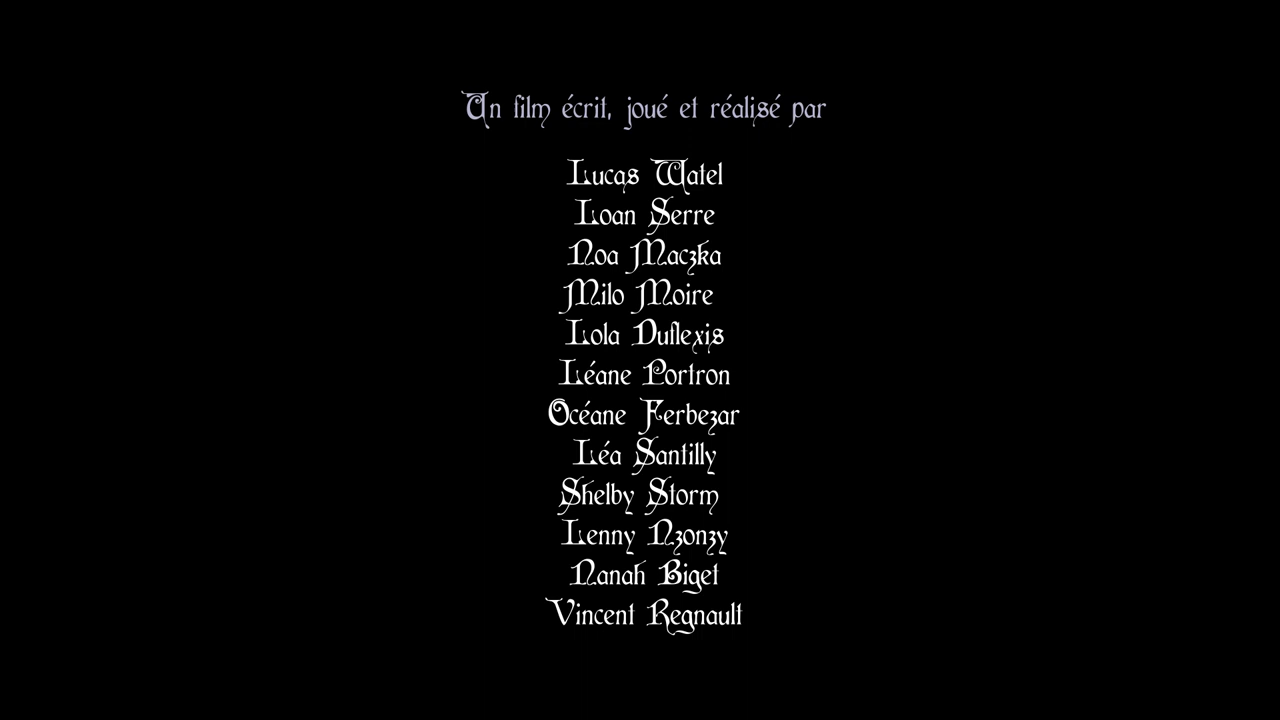 Un film écrit, joué et réalisé par
Lucas Watel
Loan Serre
Noa Maczka
Milo Moire
Lola Duflexis
Léane Portron
Océane Ferbezar
Léa Santilly
Shelby Storm
Lenny Nzonzy
Nanah Biget
Vincent Regnault